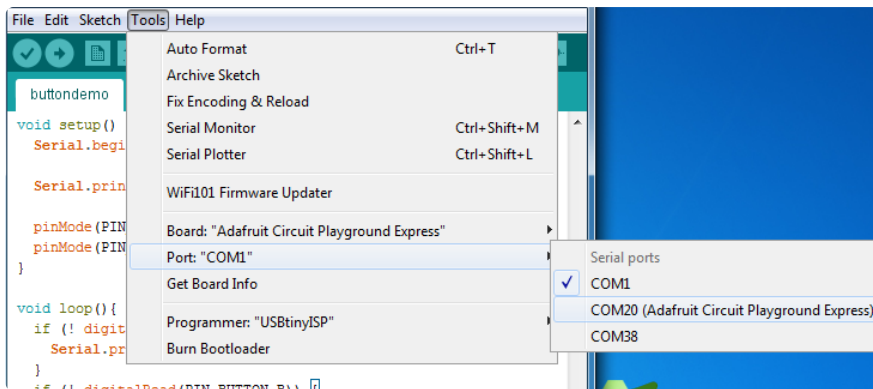 File Edit Sketch Tools Help
Auto Format Ctrl+T
Archive Sketch
Fix Encoding & Reload
Serial Monitor Ctrl+Shift+M
Serial Plotter Ctrl+Shift+L
WiFi101 Firmware Updater
Board: "Adafruit Circuit Playground Express"
Port: "COM1"
Get Board Info
Programmer: "USBtinyISP"
Burn Bootloader
Serial ports
COM1
COM20 (Adafruit Circuit Playground Express)
COM38
buttondemo
void setup()
Serial.begi
Serial.prin
pinMode(PIN
pinMode(PIN
}
void loop(){
if (! digit
Serial.pr
}
if (! digitalRead(PIN_BUTTON_B)) {